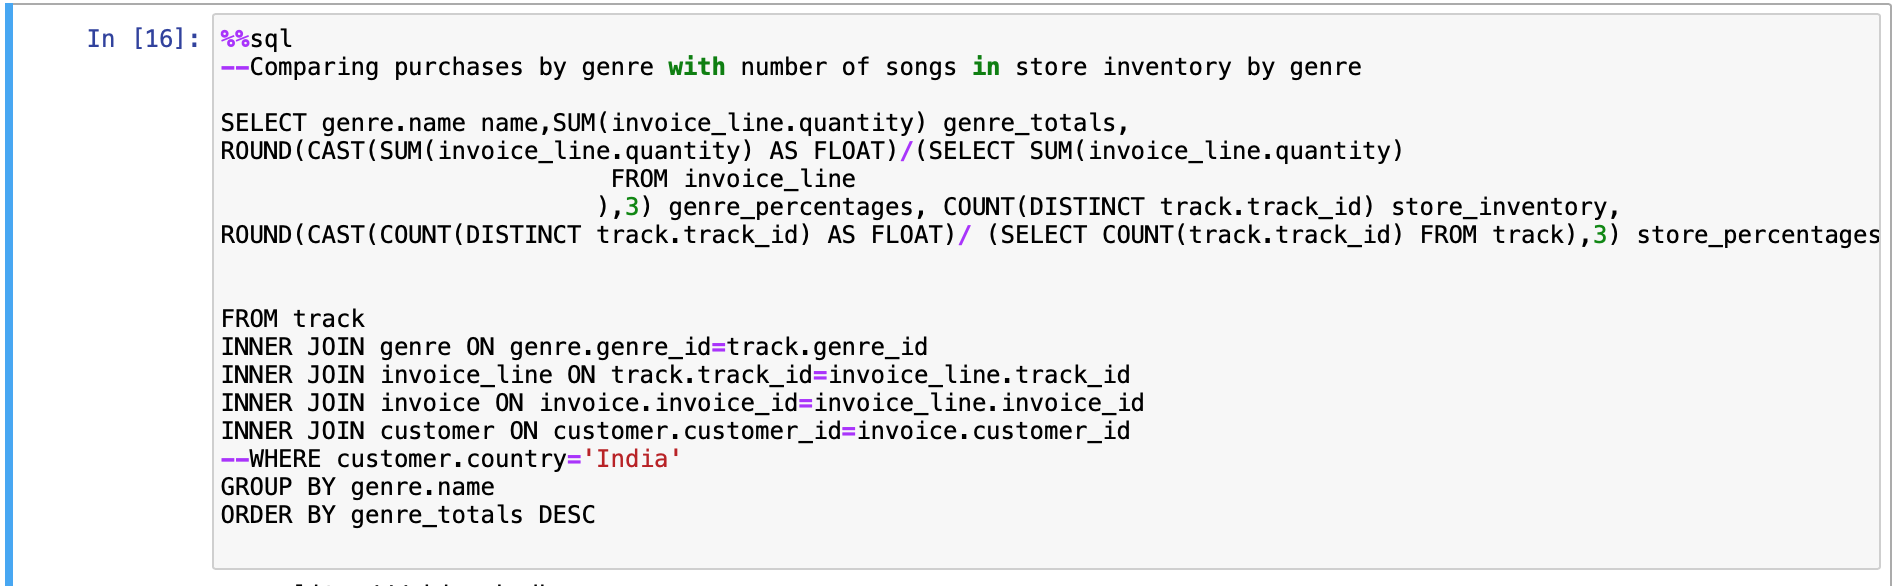 In [16]: %%sql
--Comparing purchases by genre with number of songs in store inventory by genre
SELECT genre.name name,SUM(invoice_line.quantity) genre_totals,
ROUND(CAST(SUM(invoice_line.quantity) AS FLOAT)/(SELECT SUM(invoice_line.quantity)
FROM invoice_line
),3) genre_percentages, COUNT(DISTINCT track.track_id) store_inventory,
ROUND(CAST(COUNT(DISTINCT track.track_id) AS FLOAT)/ (SELECT COUNT(track.track_id) FROM track),3) store_percentages
FROM track
INNER JOIN genre ON genre.genre_id=track.genre_id
INNER JOIN invoice_line ON track.track_id=invoice_line.track_id
INNER JOIN invoice ON invoice.invoice_id=invoice_line.invoice_id
INNER JOIN customer ON customer.customer_id=invoice.customer_id
--WHERE customer.country='India'
GROUP BY genre.name
ORDER BY genre_totals DESC